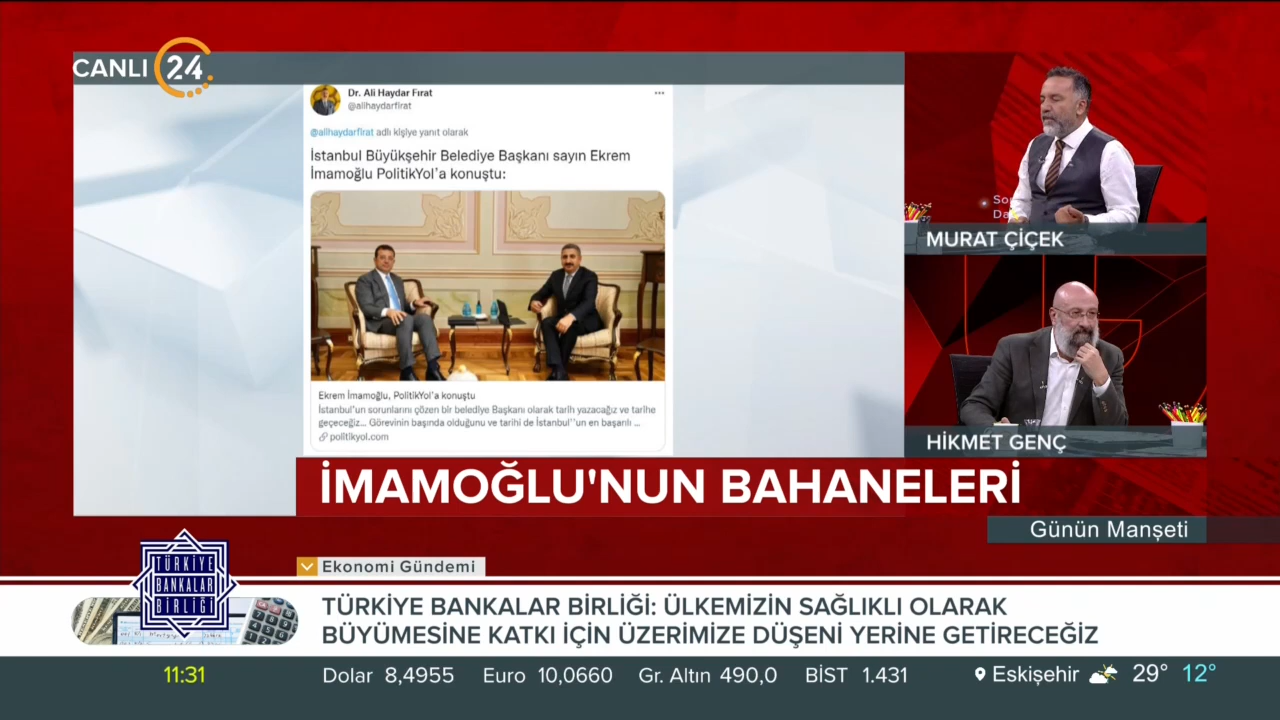 CANLI 24
Dr. Ali Haydar Fırat
@alihaydarfirat
@alihaydarfirat adlı kişiye yanıt olarak
İstanbul Büyükşehir Belediye Başkanı sayın Ekrem
İmamoğlu PolitikYol'a konuştu:
Ekrem İmamoğlu, PolitikYol'a konuştu
İstanbul'un sorunlarını çözen bir belediye Başkanı olarak tarih yazacağız ve tarihe
geçeceğiz... Görevinin başında olduğunu ve tarihi de İstanbul''un en başarılı ...
politikyol.com
Son
Da
MURAT ÇİÇEK
HİKMET GENÇ
İMAMOĞLU'NUN BAHANELERİ
Günün Manşeti
TÜRKİYE
BANKALAR
BİRLİĞİ
Ekonomi Gündemi
TÜRKİYE BANKALAR BİRLİĞİ: ÜLKEMİZİN SAĞLIKLI OLARAK
BÜYÜMESİNE KATKI İÇİN ÜZERİMİZE DÜŞENİ YERİNE GETİRECEĞİZ
11:31 Dolar 8,4955 Euro 10,0660 Gr. Altın 490,0 BİST 1.431 Eskişehir 29° 12°